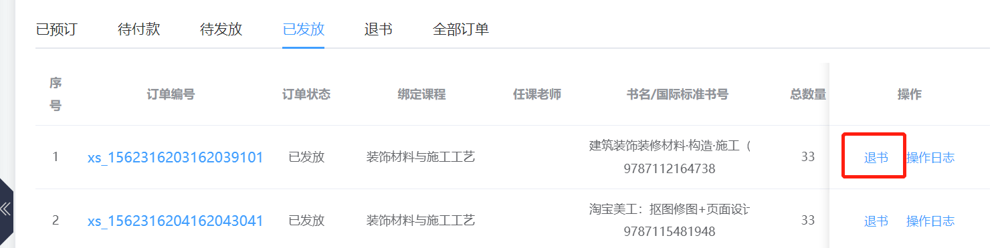 已预订 待付款 待发放 已发放 退书 全部订单
序号 订单编号 订单状态 绑定课程 任课老师 书名/国际标准书号 总数量 操作
1 xs_1562316203162039101 已发放 装饰材料与施工工艺 建筑装饰装修材料·构造·施工（ 33 退书 操作日志
9787112164738
2 xs_1562316204162043041 已发放 装饰材料与施工工艺 淘宝美工：抠图修图+页面设计 33 退书 操作日志
9787115481948